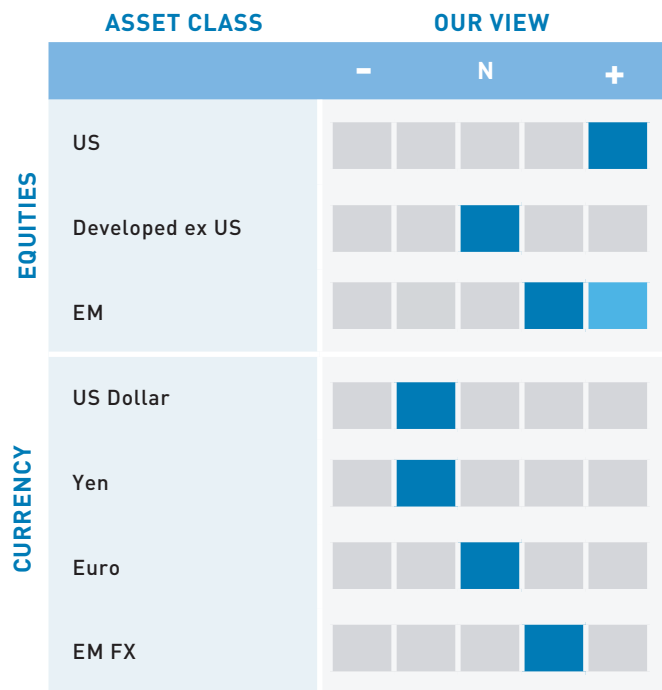 ASSET CLASS
OUR VIEW
- N +
EQUITIES
US
Developed ex US
EM
CURRENCY
US Dollar
Yen
Euro
EM FX